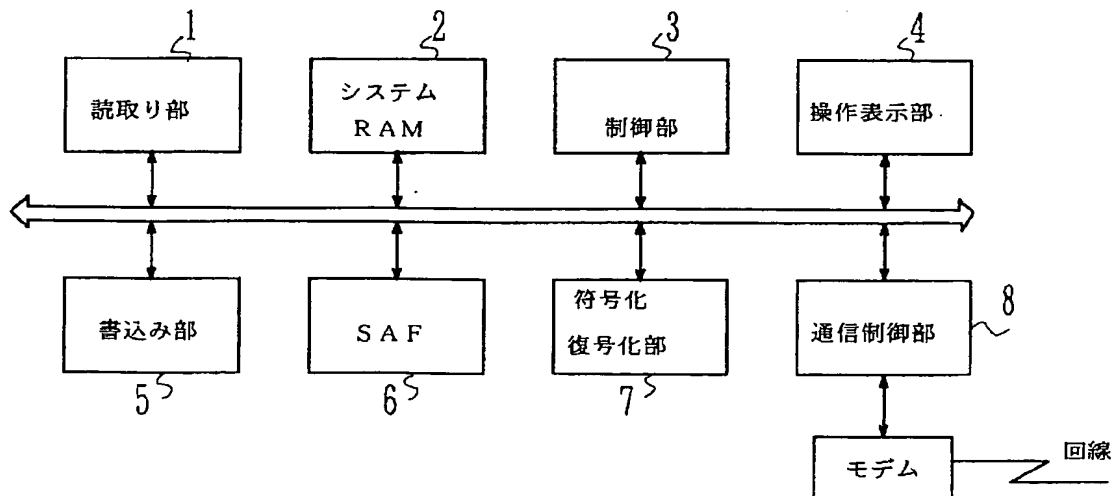 1
2
3
4
読取り部
システム
RAM
制御部
操作表示部
書込み部
SAF
符号化
復号化部
通信制御部
8
5
6
7
モデム
回線